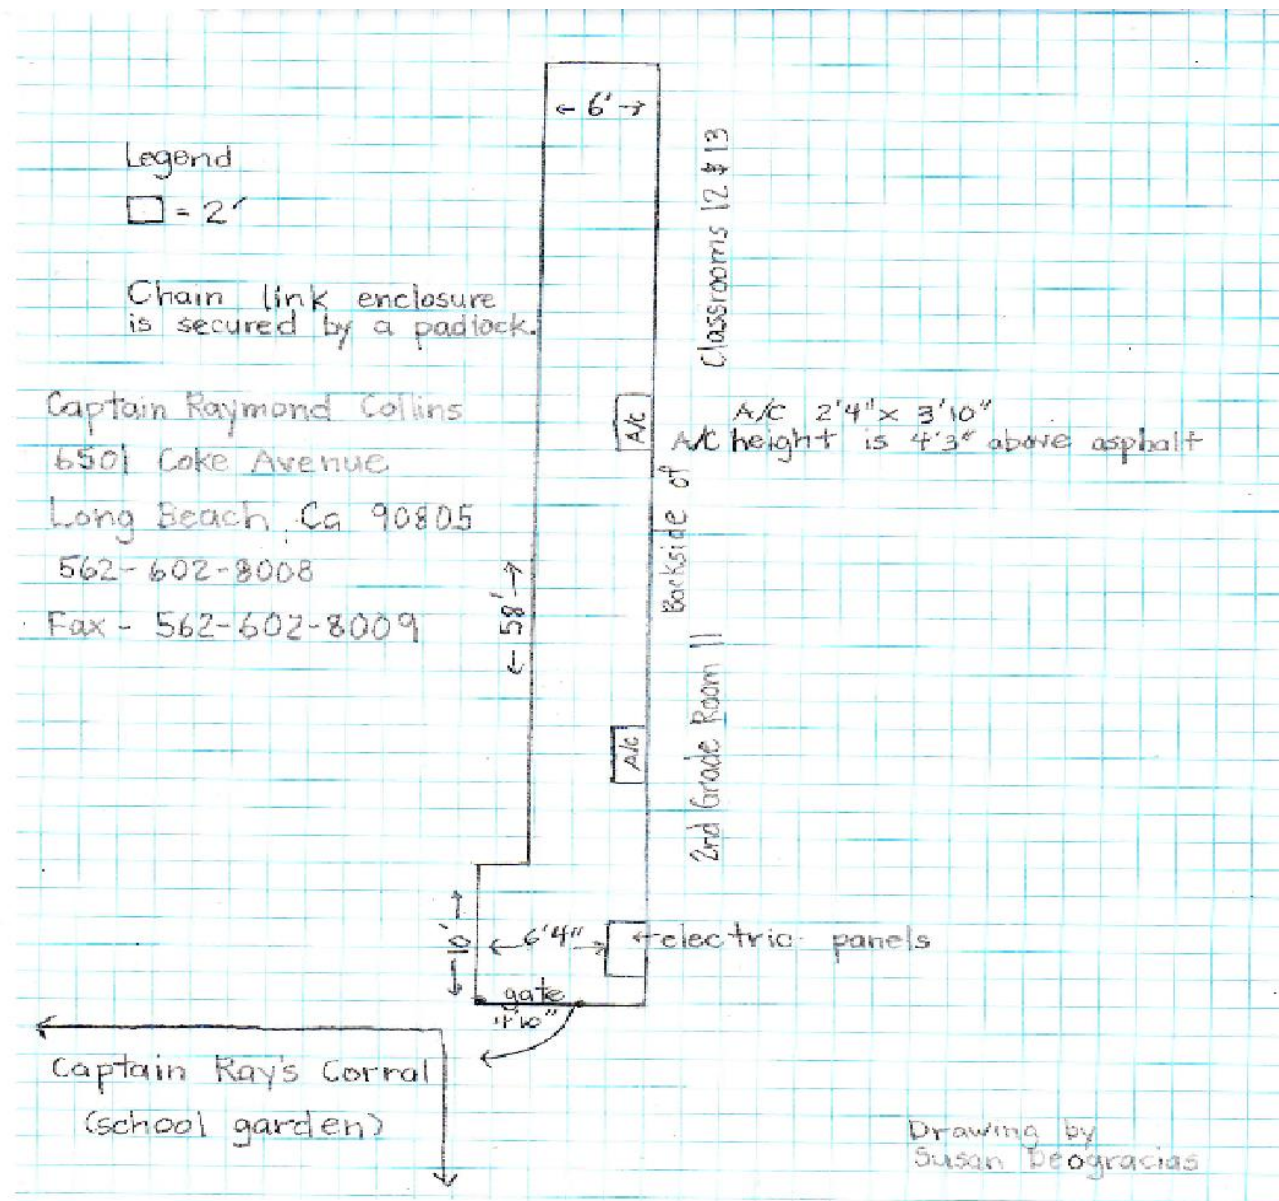 6'
Legend
= 2'
Chain link enclosure
is secured by a padlock.
Classrooms 12 & 13
Captain Raymond Collins
6501 Coke Avenue
Long Beach, Ca 90805
562-602-8008
Fax - 562-602-8009
A/C
A/C 2'4" x 3'10"
A/C height is 4'3" above asphalt
Backside of
58'
2nd Grade Room 11
A/c
10'
6'4"
electric panels
gate
4'10"
Captain Ray's Corral
(school garden)
Drawing by
Susan Deogracias